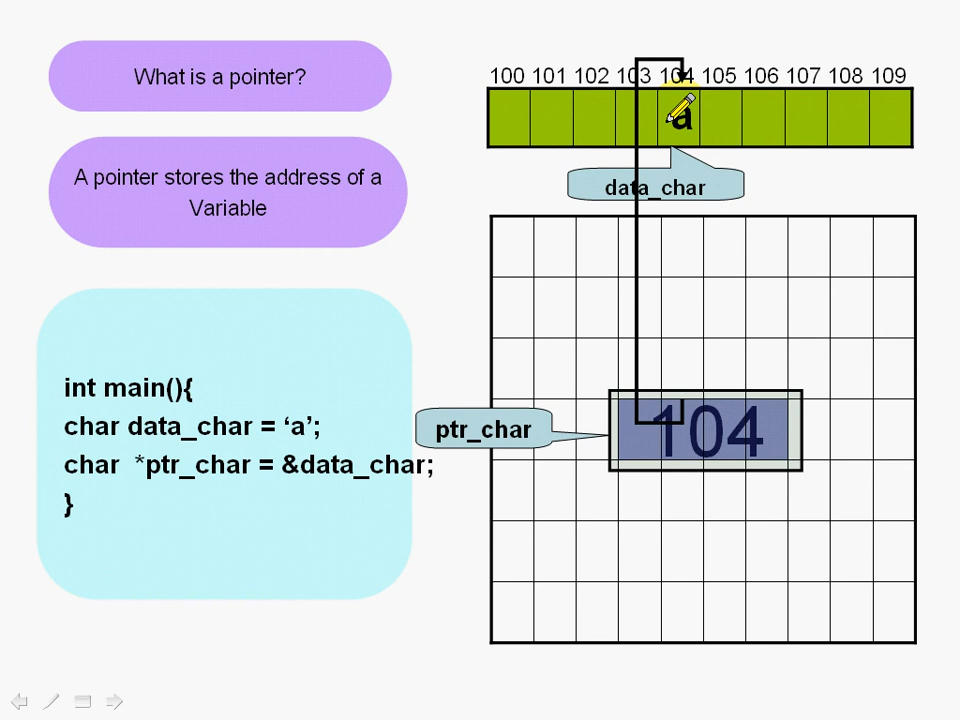 What is a pointer?
A pointer stores the address of a
Variable
int main(){
char data_char = ‘a’;
char *ptr_char = &data_char;
}
100 101 102 103 104 105 106 107 108 109
a
data_char
ptr_char
104